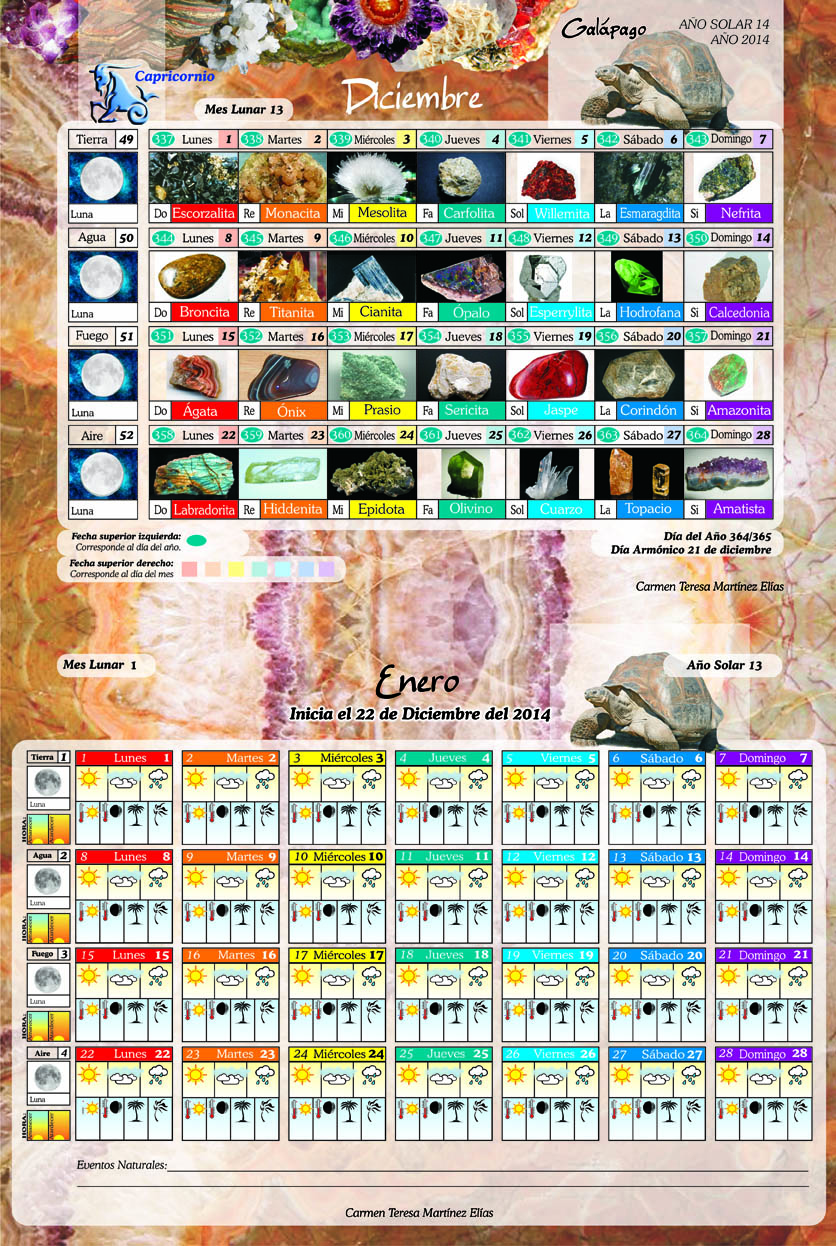 Galápago
AÑO SOLAR 14
AÑO 2014
Capricornio
Mes Lunar 13
Diciembre
Tierra 49 337 Lunes 1 338 Martes 2 339 Miércoles 3 340 Jueves 4 341 Viernes 5 342 Sábado 6 343 Domingo 7
Luna Do Escorzalita Re Monacita Mi Mesolita Fa Carfolita Sol Willemita La Esmaragdita Si Nefrita
Agua 50 344 Lunes 8 345 Martes 9 346 Miércoles 10 347 Jueves 11 348 Viernes 12 349 Sábado 13 350 Domingo 14
Luna Do Broncita Re Titanita Mi Cianita Fa Ópalo Sol Esperrylita La Hodrofana Si Calcedonia
Fuego 51 351 Lunes 15 352 Martes 16 353 Miércoles 17 354 Jueves 18 355 Viernes 19 356 Sábado 20 357 Domingo 21
Luna Do Ágata Re Ónix Mi Prasio Fa Sericita Sol Jaspe La Corindón Si Amazonita
Aire 52 358 Lunes 22 359 Martes 23 360 Miércoles 24 361 Jueves 25 362 Viernes 26 363 Sábado 27 364 Domingo 28
Luna Do Labradorita Re Hiddenita Mi Epidota Fa Olivino Sol Cuarzo La Topacio Si Amatista
Fecha superior izquierda:
Corresponde al día del año.
Fecha superior derecho:
Corresponde al día del mes
Día del Año 364/365
Día Armónico 21 de diciembre
Carmen Teresa Martínez Elías
Mes Lunar 1
Enero
Año Solar 13
Inicia el 22 de Diciembre del 2014
Tierra 1 1 Lunes 1 2 Martes 2 3 Miércoles 3 4 Jueves 4 5 Viernes 5 6 Sábado 6 7 Domingo 7
Luna
HORA: Amanecer Atardecer
Agua 2 8 Lunes 8 9 Martes 9 10 Miércoles 10 11 Jueves 11 12 Viernes 12 13 Sábado 13 14 Domingo 14
Luna
HORA: Amanecer Atardecer
Fuego 3 15 Lunes 15 16 Martes 16 17 Miércoles 17 18 Jueves 18 19 Viernes 19 20 Sábado 20 21 Domingo 21
Luna
HORA: Amanecer Atardecer
Aire 4 22 Lunes 22 23 Martes 23 24 Miércoles 24 25 Jueves 25 26 Viernes 26 27 Sábado 27 28 Domingo 28
Luna
HORA: Amanecer Atardecer
Eventos Naturales:
Carmen Teresa Martínez Elías